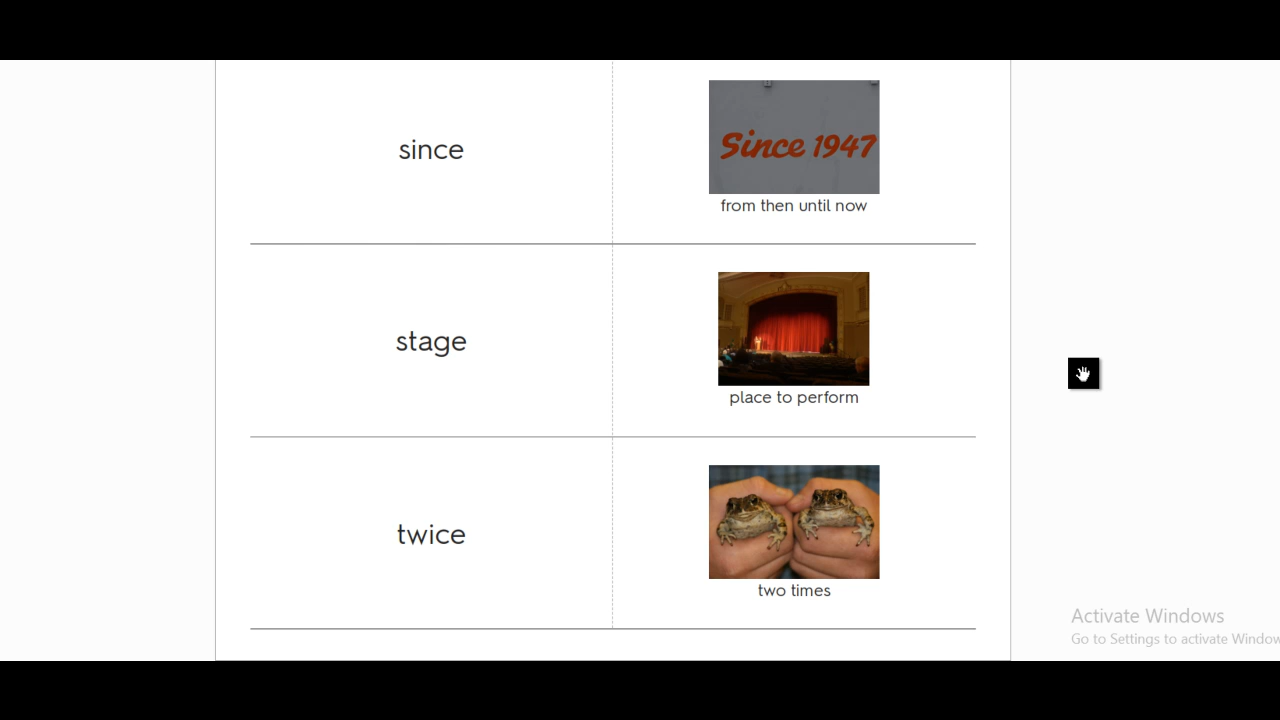 since
Since 1947
from then until now
stage
place to perform
twice
two times
Activate Windows
Go to Settings to activate Window